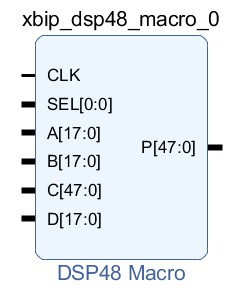 xbip_dsp48_macro_0
CLK
SEL[0:0]
A[17:0]
B[17:0]
P[47:0]
C[47:0]
D[17:0]
DSP48 Macro